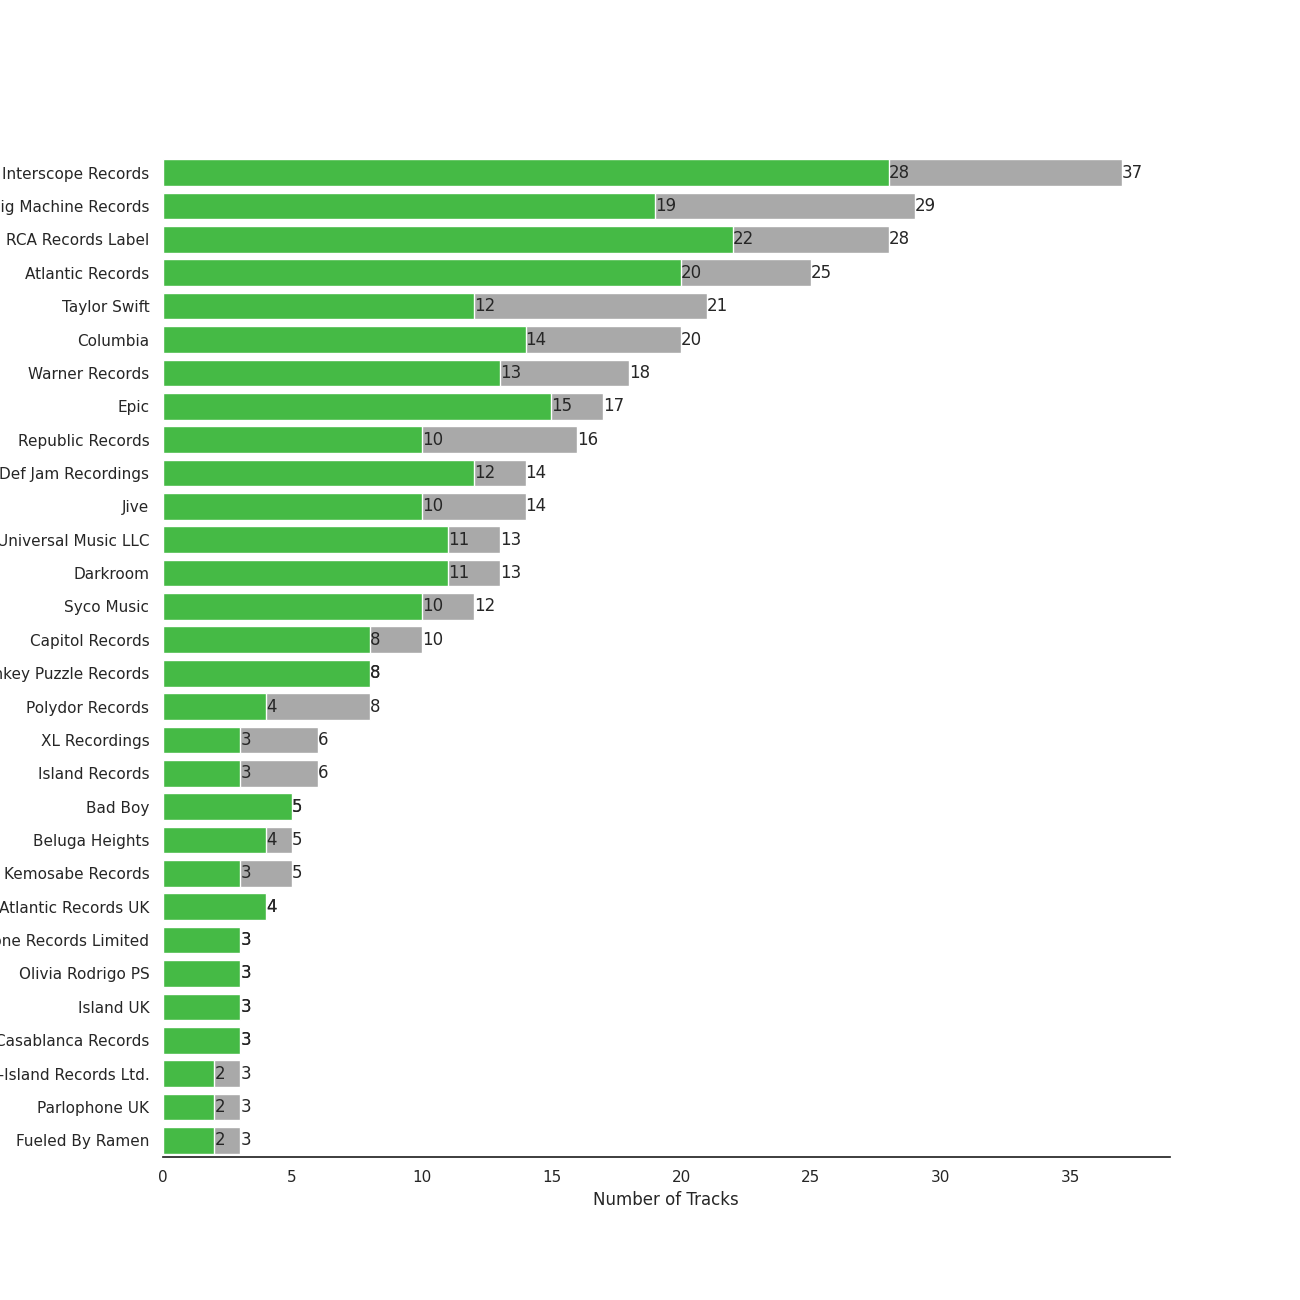 Interscope Records 28 37
ig Machine Records 19 29
RCA Records Label 22 28
Atlantic Records 20 25
Taylor Swift 12 21
Columbia 14 20
Warner Records 13 18
Epic 15 17
Republic Records 10 16
Def Jam Recordings 12 14
Jive 10 14
Universal Music LLC 11 13
Darkroom 11 13
Syco Music 10 12
Capitol Records 8 10
key Puzzle Records 8
Polydor Records 4 8
XL Recordings 3 6
Island Records 3 6
Bad Boy 5
Beluga Heights 4 5
Kemosabe Records 3 5
Atlantic Records UK 4
one Records Limited 3
Olivia Rodrigo PS 3
Island UK 3
Casablanca Records 3
-Island Records Ltd. 2 3
Parlophone UK 2 3
Fueled By Ramen 2 3
0 5 10 15 20 25 30 35
Number of Tracks